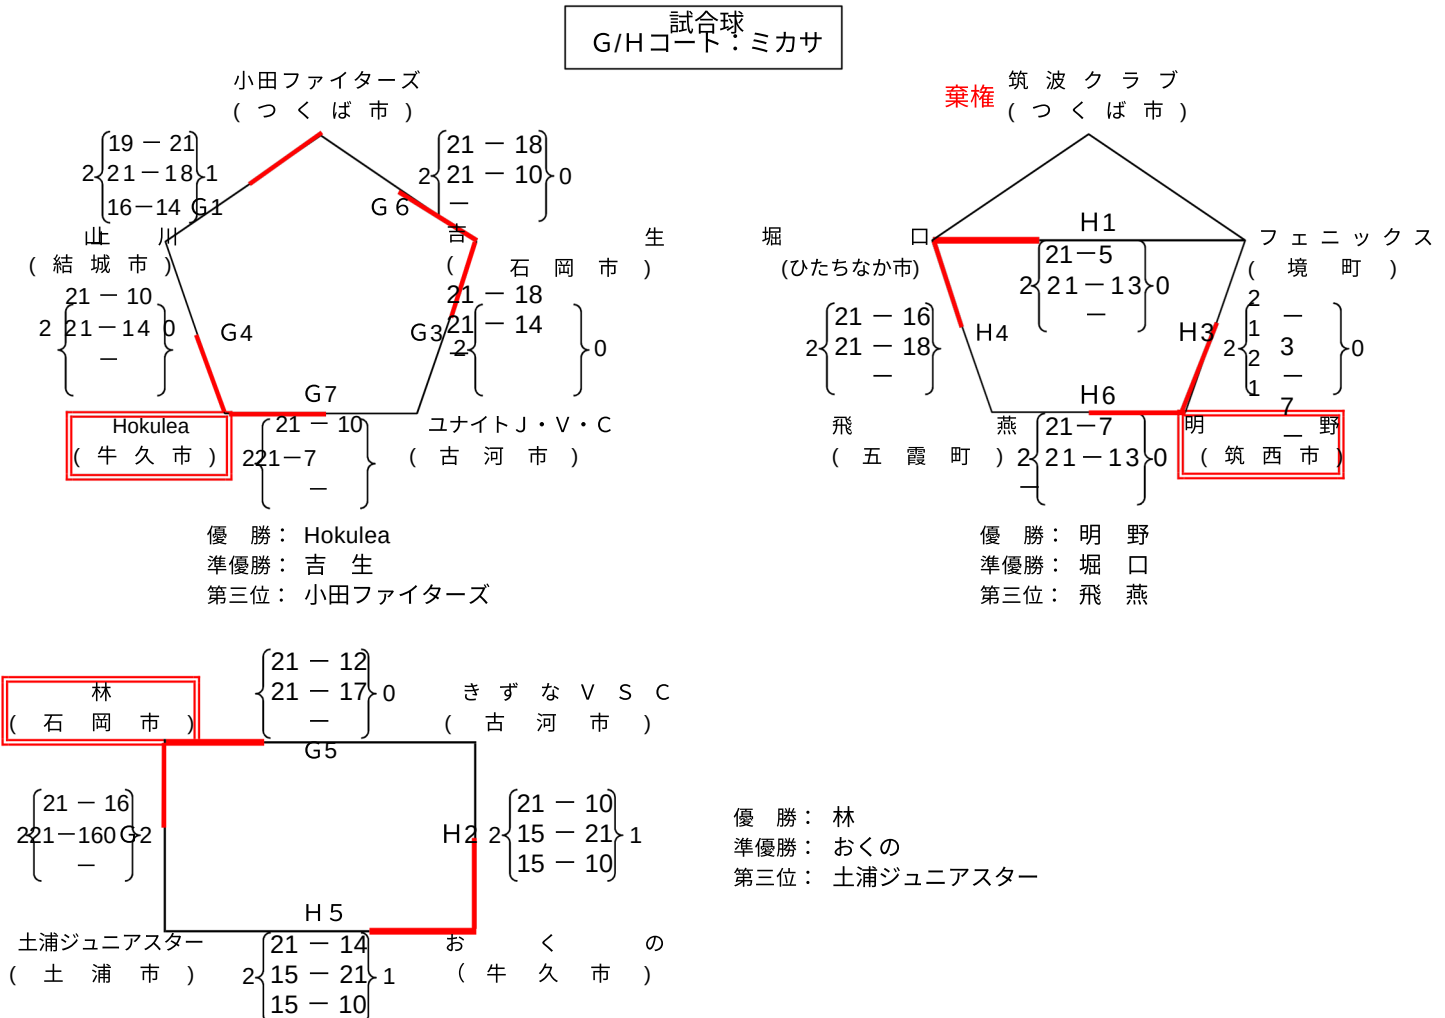 試合球
G/Hコート：ミカサ
小田ファイターズ
( つ く ば 市 )
棄権
筑 波 ク ラ ブ
( つ く ば 市 )
19 － 21
2 21－18 1
16－14 G1
21 － 18
2 21 － 10 0
－
G 6
山 川
( 結 城 市 )
吉 生
( 石 岡 市 )
堀 口
(ひたちなか市)
H1
フ ェ ニ ッ ク ス
( 境 町 )
21－5
2 21－13 0
－
21 － 10
2 21－14 0
－
G4
G3
21 － 18
21 － 14
2 － 0
21 － 16
2 21 － 18
－
H4
H3
2 21 － 3 0
21 － 7
－
G7
H6
Hokulea
( 牛 久 市 )
21 － 10
2 21－7
－
ユナイトJ・V・C
( 古 河 市 )
飛 燕
( 五 霞 町 )
21－7
2 21－13 0
－
明 野
( 筑 西 市 )
優 勝： Hokulea
準優勝： 吉 生
第三位： 小田ファイターズ
優 勝： 明 野
準優勝： 堀 口
第三位： 飛 燕
林
( 石 岡 市 )
21 － 12
21 － 17 0
－
G5
き ず な V S C
( 古 河 市 )
21 － 16
2 21－16 0 G2
－
H2
21 － 10
2 15 － 21 1
15 － 10
優 勝： 林
準優勝： おくの
第三位： 土浦ジュニアスター
H 5
土浦ジュニアスター
( 土 浦 市 )
21 － 14
2 15 － 21 1
15 － 10
お く の
( 牛 久 市 )